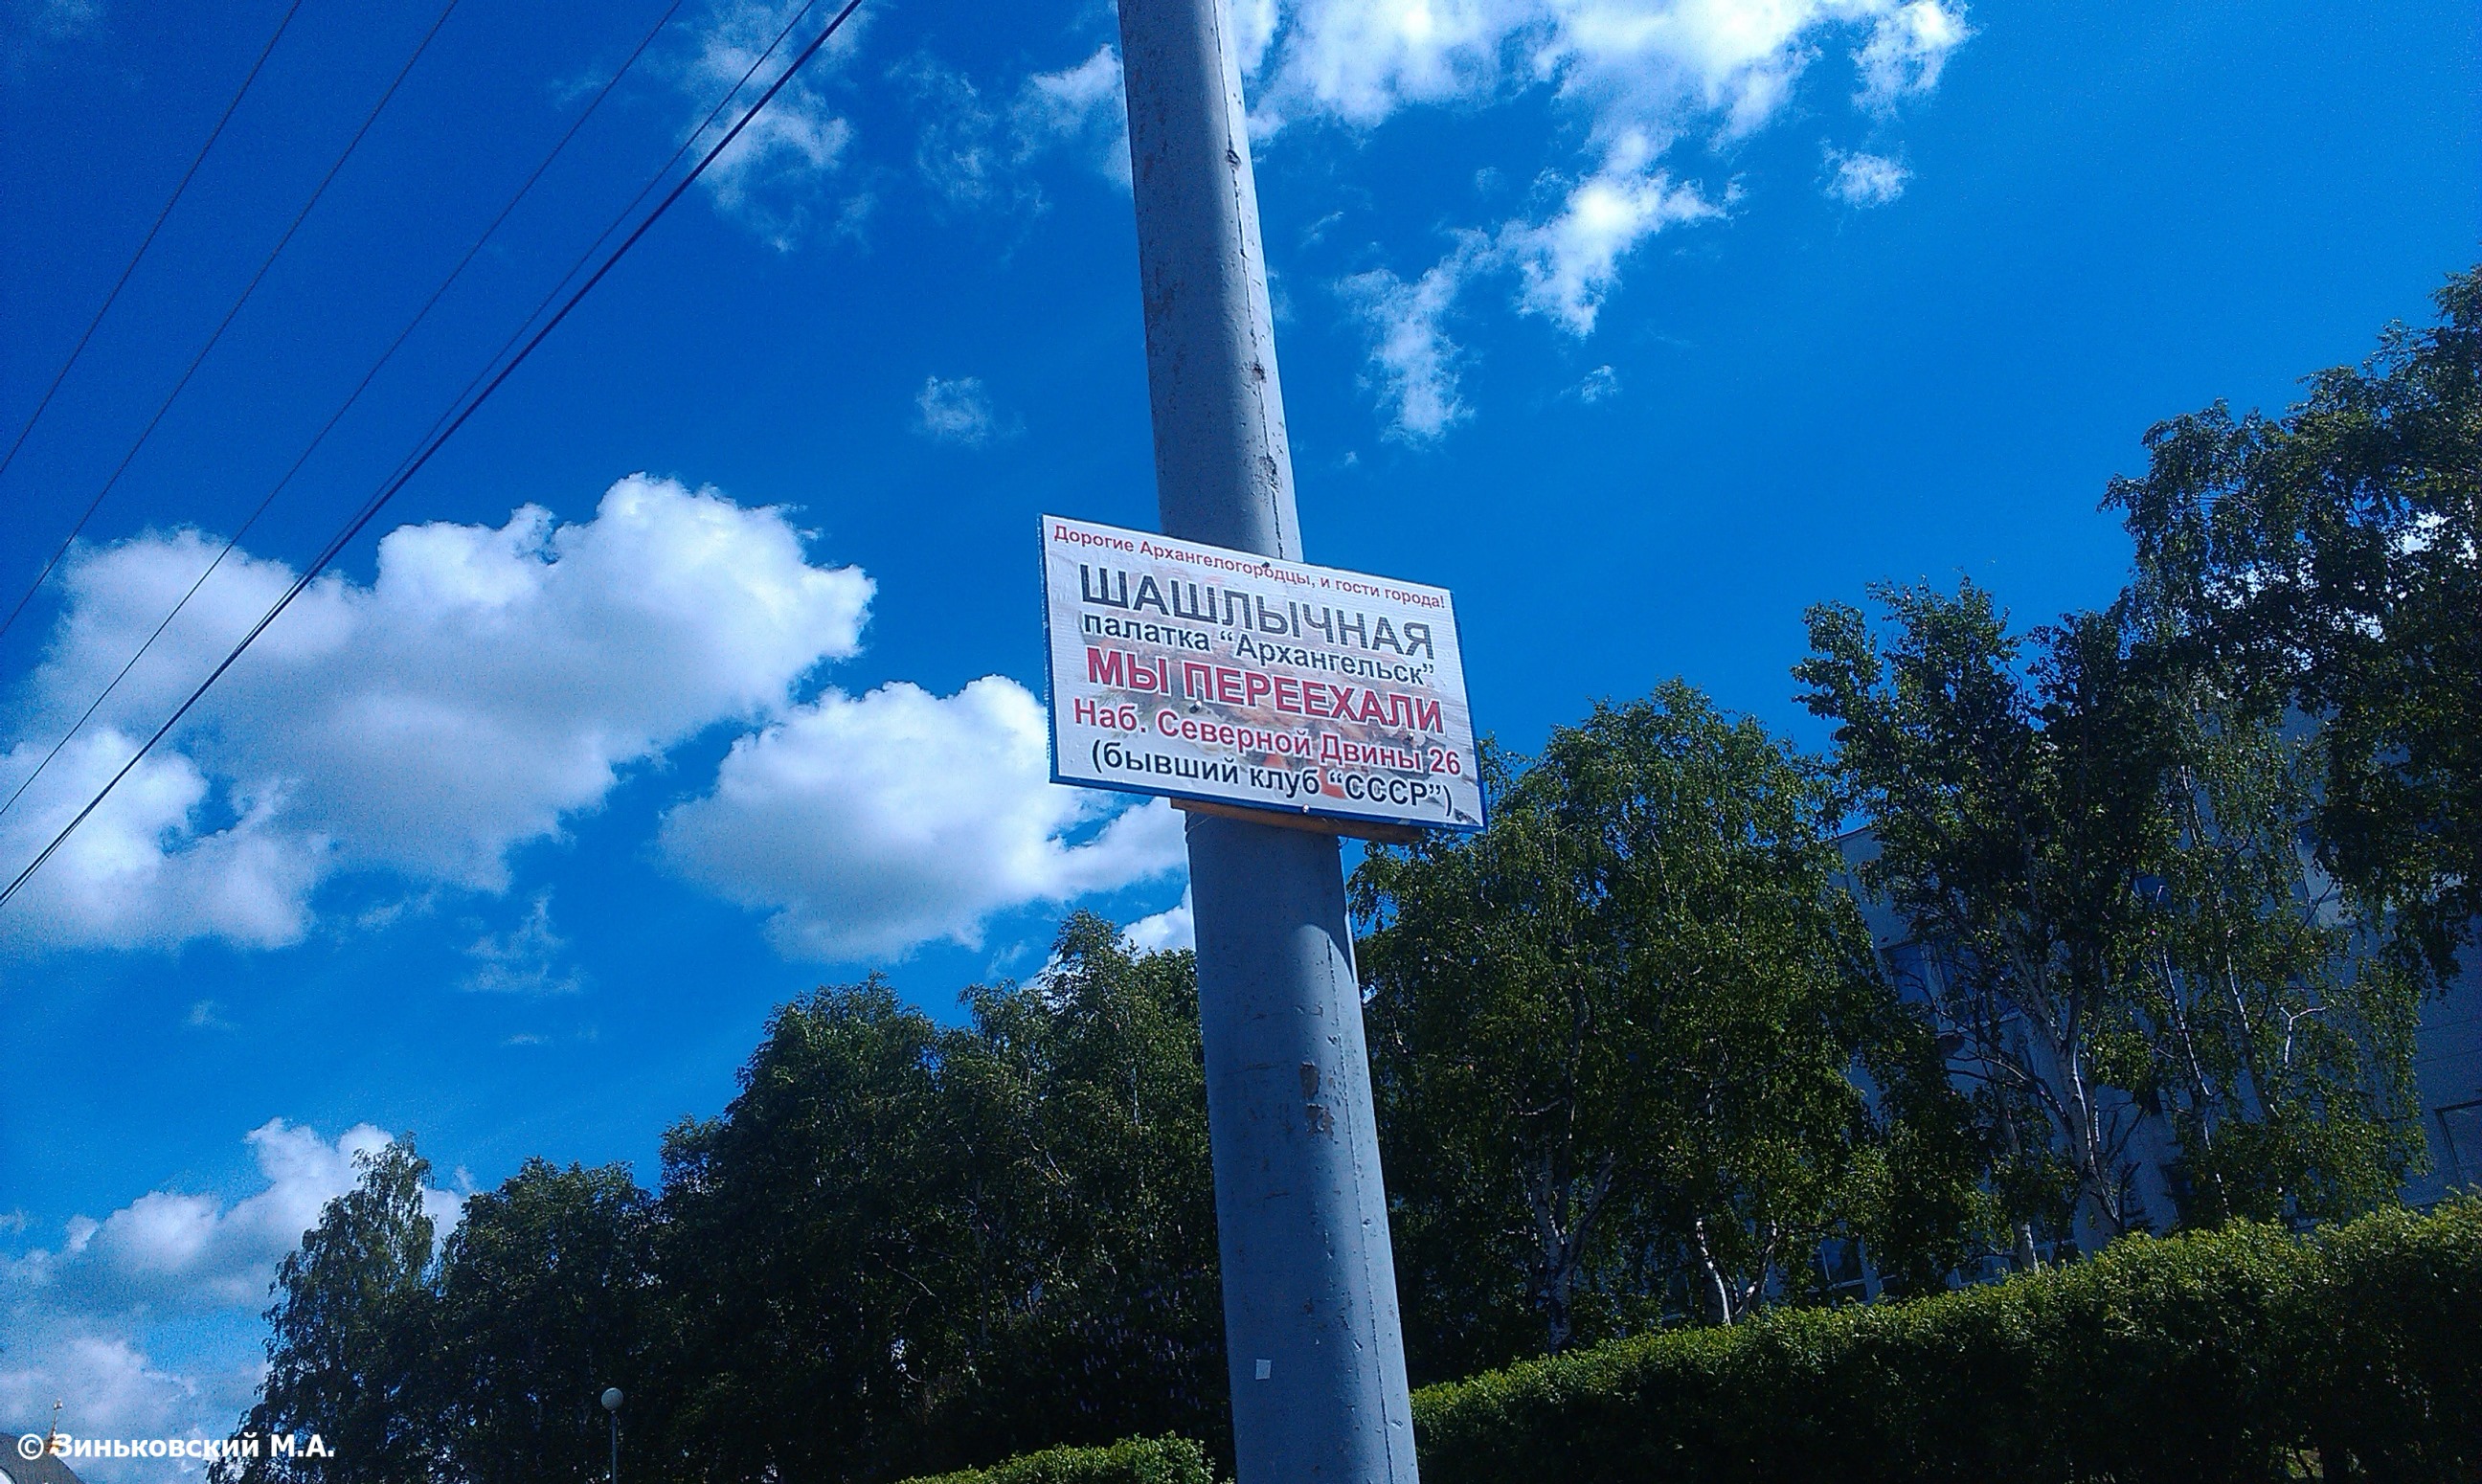 Дорогие Архангелогородцы, и гости города!
ШАШЛЫЧНАЯ
палатка “Архангельск”
МЫ ПЕРЕЕХАЛИ
Наб. Северной Двины 26
(бывший клуб “СССР”)
© Зиньковский М.А.